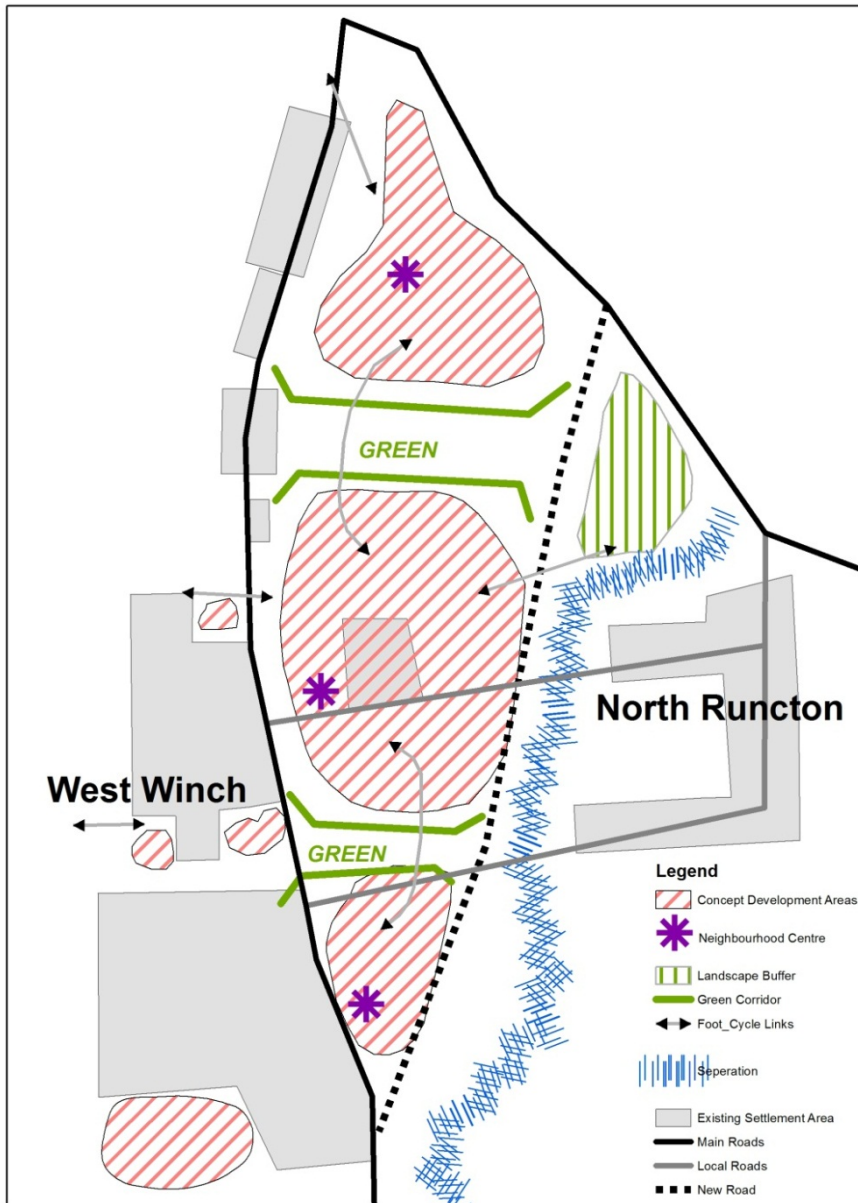 GREEN
North Runcton
West Winch
GREEN
Legend
Concept Development Areas
Neighbourhood Centre
Landscape Buffer
Green Corridor
Foot_Cycle Links
Seperation
Existing Settlement Area
Main Roads
Local Roads
New Road